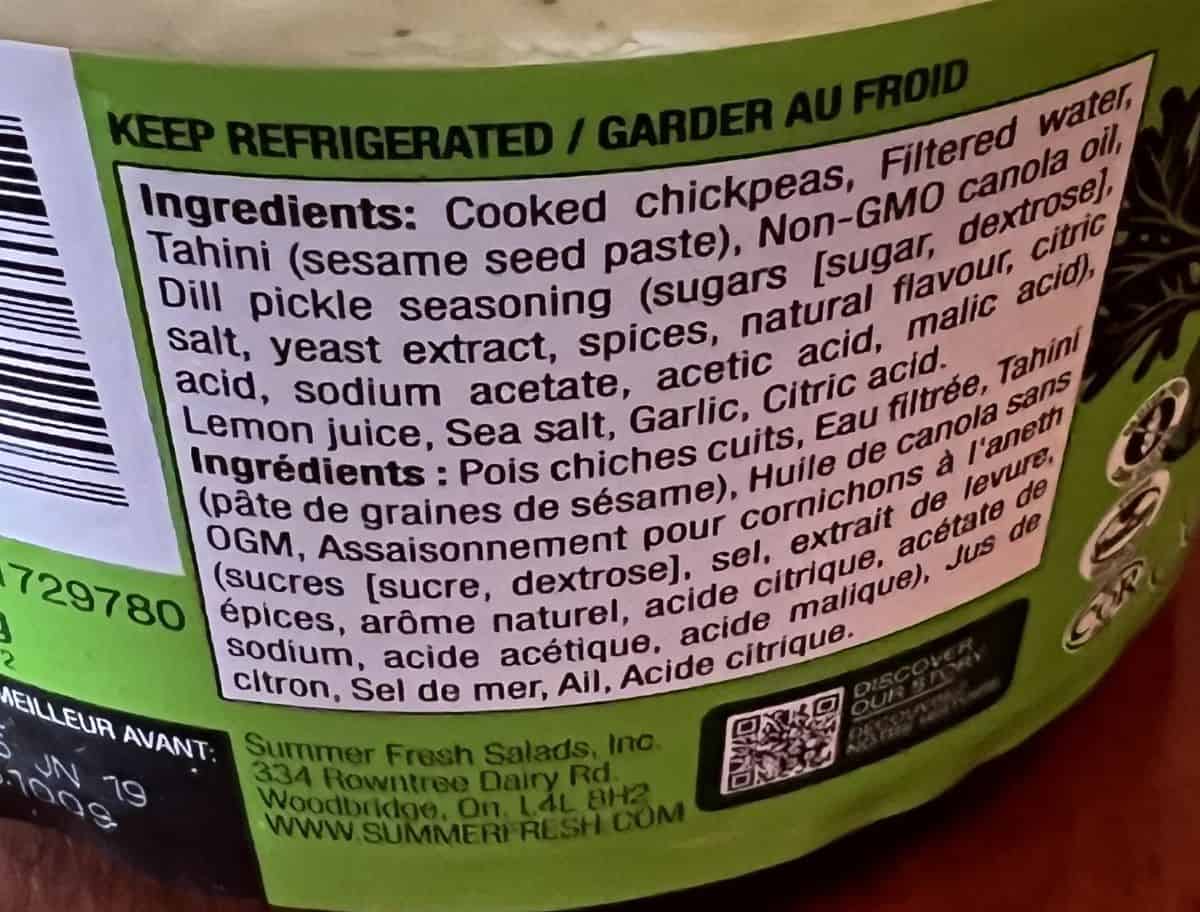 KEEP REFRIGERATED / GARDER AU FROID
Ingredients: Cooked chickpeas, Filtered water,
Tahini (sesame seed paste), Non-GMO canola oil,
Dill pickle seasoning (sugars [sugar, dextrose],
salt, yeast extract, spices, natural flavour, citric
acid, sodium acetate, acetic acid, malic acid),
Lemon juice, Sea salt, Garlic, Citric acid.
Ingrédients : Pois chiches cuits, Eau filtrée, Tahini
(pâte de graines de sésame), Huile de canola sans
OGM, Assaisonnement pour cornichons à l'aneth
(sucres [sucre, dextrose], sel, extrait de levure,
épices, arôme naturel, acide citrique, acétate de
sodium, acide acétique, acide malique), Jus de
citron, Sel de mer, Ail, Acide citrique.
729780
MEILLEUR AVANT:
JN 19
Summer Fresh Salads, Inc.
334 Rowntree Dairy Rd.
Woodbridge, On. L4L 8H2
WWW.SUMMERFRESH.COM
DISCOVER
OUR STORY
COR